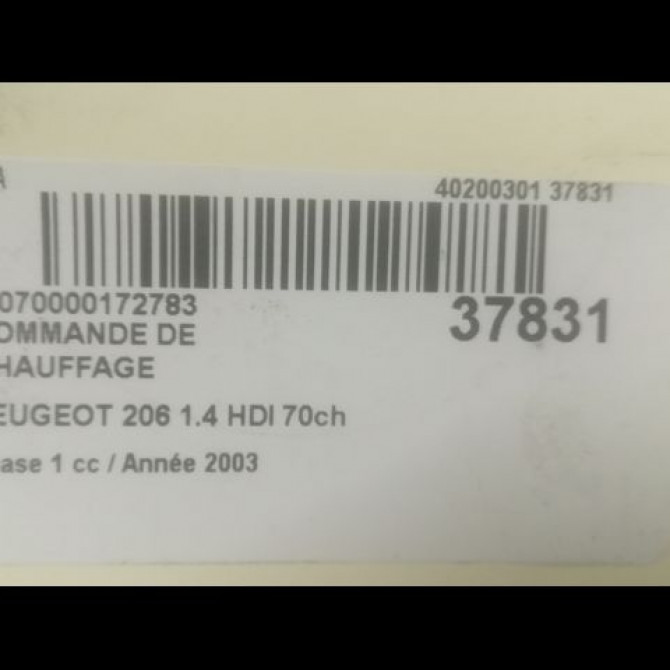 40200301 37831
070000172783
37831
OMMANDE DE
HAUFFAGE
EUGEOT 206 1.4 HDI 70ch
ase 1 cc / Année 2003